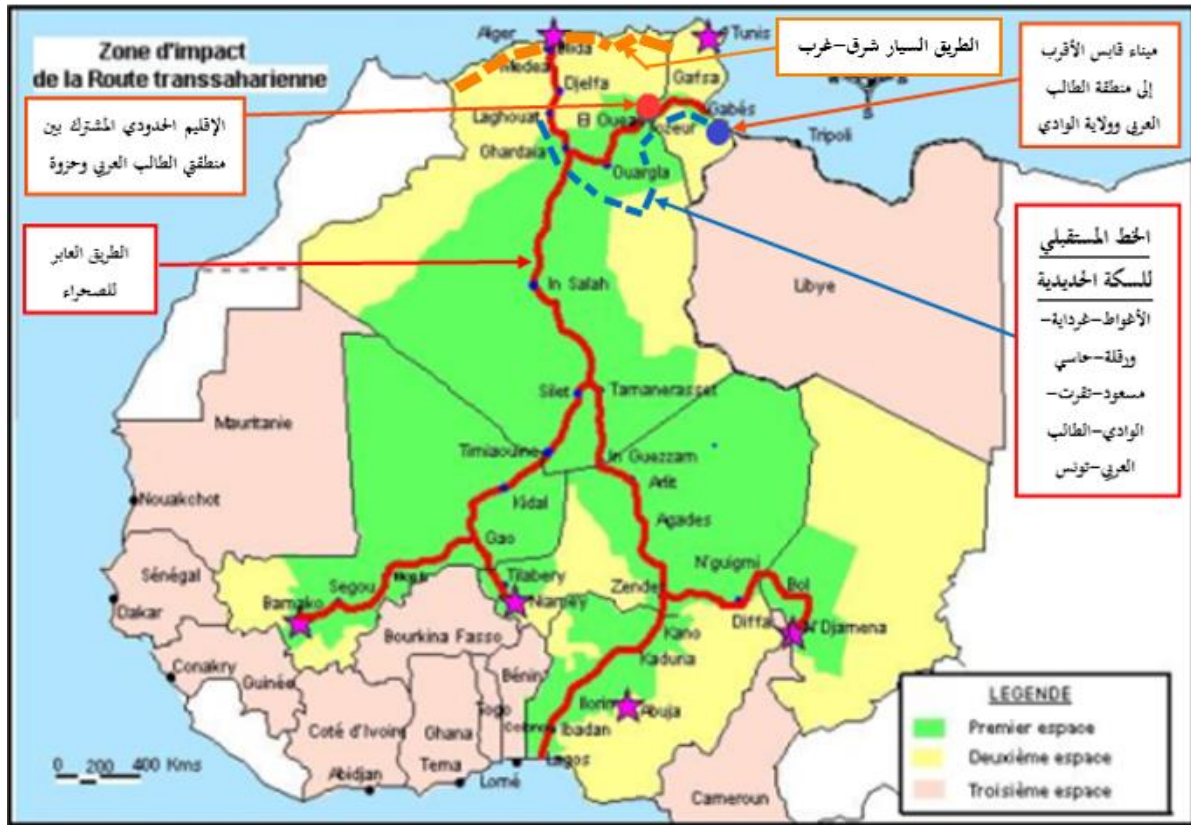 Zone d'impact
de la Route transsaharienne
الطريق السيار شرق-غرب
ميناء قابس الأقرب
إلى منطقة الطالب
العربي وولاية الوادي
الإقليم الحدودي المشترك بين
منطقتي الطالب العربي وحزوة
الطريق العابر
للصحراء
الخط المستقبلي
للسكة الحديدية
الأغواط-غرداية-
ورقلة-حاسي
مسعود-تقرت-
الوادي-الطالب
العربي-تونس
Alger
Tunis
Blida
Medea
Djelfa
Gafsa
Laghouat
El Oued
Tozeur
Gabés
Tripoli
Ghardaia
Ouargla
In Salah
Libye
Silet
Tamanerasset
Mauritanie
Timiaouine
In Guezzam
Arlit
Kidal
Nouakchot
Agades
Gao
N'guigmi
Sénégal
Segou
Tilabery
Zender
Bol
Dakar
Bamako
Niamey
Diffa
N'Djamena
Bourkina Fasso
Kano
Conakry
Guinée
Bénin
Kaduna
Togo
Ilorin
Abuja
Coté d'Ivoire
Ghana
Ibadan
Abidjan
Tema
Lomé
Lagos
Cameroun
0 200 400 Kms
LEGENDE
Premier espace
Deuxième espace
Troisième espace